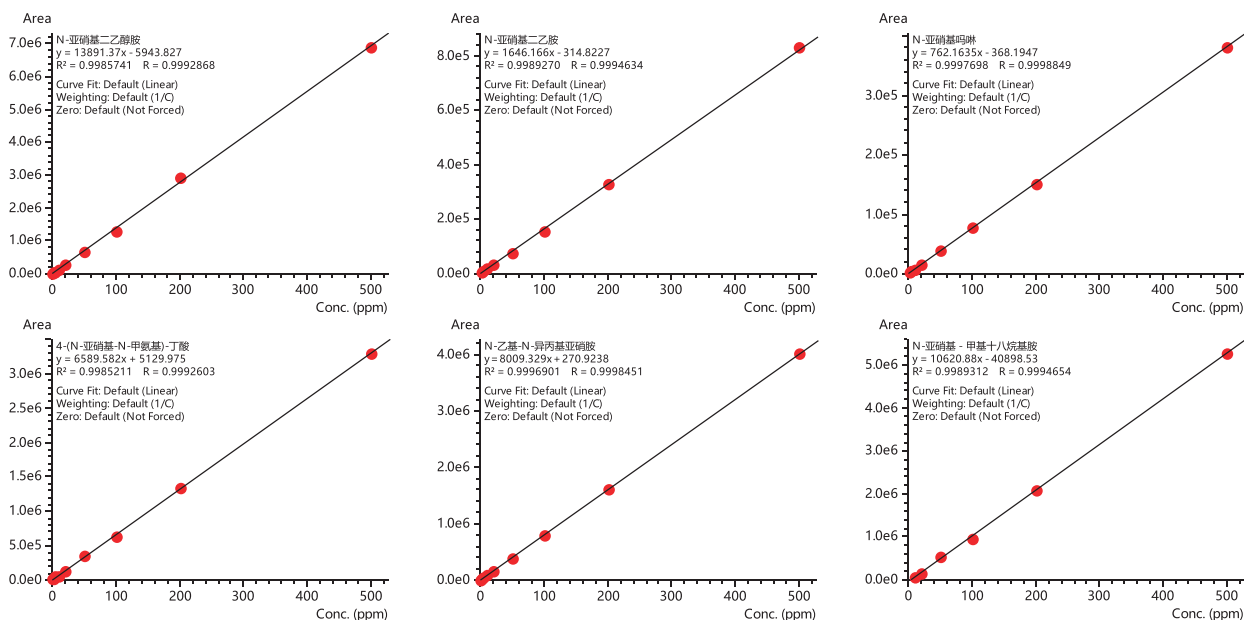 Area
N-亚硝基二乙醇胺
y = 13891.37x - 5943.827
R² = 0.9985741 R = 0.9992868
Curve Fit: Default (Linear)
Weighting: Default (1/C)
Zero: Default (Not Forced)
7.0e6
6.0e6
5.0e6
4.0e6
3.0e6
2.0e6
1.0e6
0.0e0
0 100 200 300 400 500
Conc. (ppm)
Area
N-亚硝基二乙胺
y = 1646.166x - 314.8227
R² = 0.9989270 R = 0.9994634
Curve Fit: Default (Linear)
Weighting: Default (1/C)
Zero: Default (Not Forced)
8.0e5
6.0e5
4.0e5
2.0e5
0.0e0
0 100 200 300 400 500
Conc. (ppm)
Area
N-亚硝基吗啉
y = 762.1635x - 368.1947
R² = 0.9997698 R = 0.9998849
Curve Fit: Default (Linear)
Weighting: Default (1/C)
Zero: Default (Not Forced)
3.0e5
2.0e5
1.0e5
0.0e0
0 100 200 300 400 500
Conc. (ppm)
Area
4-(N-亚硝基-N-甲氨基)-丁酸
y = 6589.582x + 5129.975
R² = 0.9985211 R = 0.9992603
Curve Fit: Default (Linear)
Weighting: Default (1/C)
Zero: Default (Not Forced)
3.0e6
2.5e6
2.0e6
1.5e6
1.0e6
5.0e5
0.0e0
0 100 200 300 400 500
Conc. (ppm)
Area
N-乙基-N-异丙基亚硝胺
y = 8009.329x + 270.9238
R² = 0.9996901 R = 0.9998451
Curve Fit: Default (Linear)
Weighting: Default (1/C)
Zero: Default (Not Forced)
4.0e6
3.0e6
2.0e6
1.0e6
0.0e0
0 100 200 300 400 500
Conc. (ppm)
Area
N-亚硝基 - 甲基十八烷基胺
y = 10620.88x - 40898.53
R² = 0.9989312 R = 0.9994654
Curve Fit: Default (Linear)
Weighting: Default (1/C)
Zero: Default (Not Forced)
5.0e6
4.0e6
3.0e6
2.0e6
1.0e6
0.0e0
0 100 200 300 400 500
Conc. (ppm)